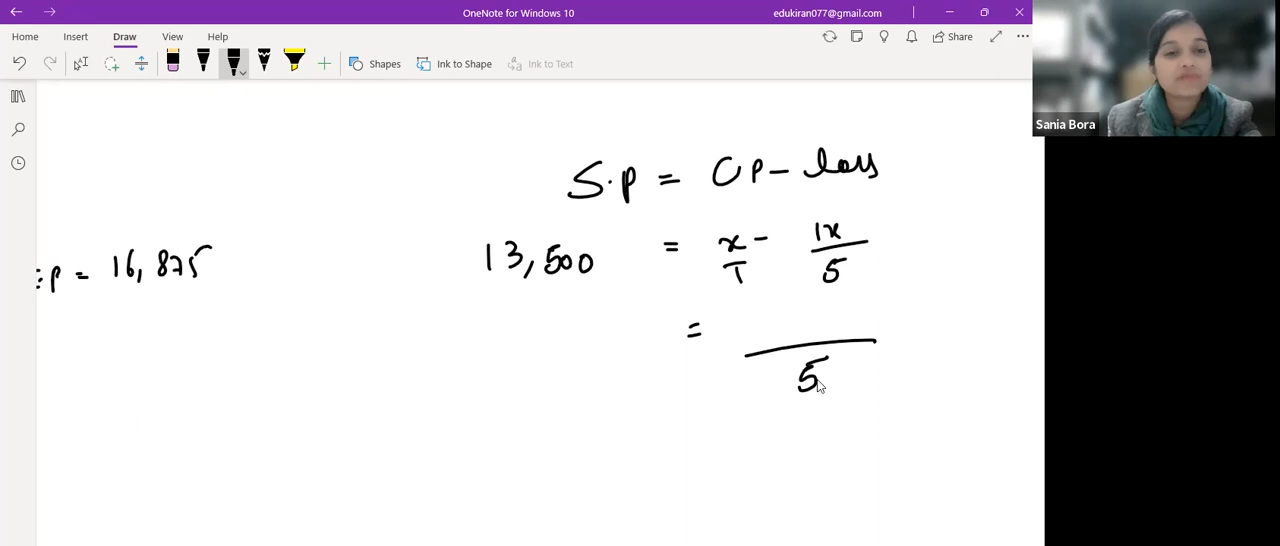 OneNote for Windows 10
edukiran077@gmail.com
Home Insert Draw View Help
Share
Shapes
Ink to Shape
Ink to Text
Sania Bora
S.p = CP - loss
:p = 16,875
13,500 = x/1 - 1x/5
= /5